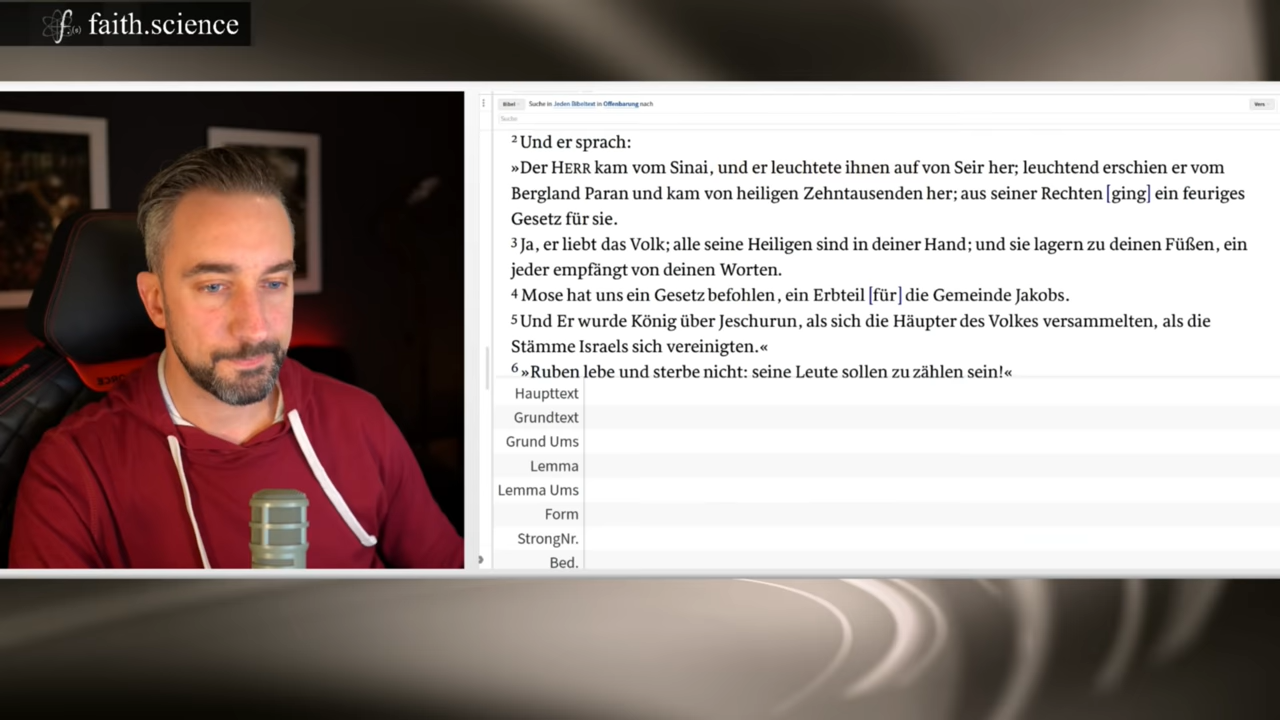 faith.science
Bibel Suche in Jeden Bibeltext in Offenbarung nach Vers
Suche
2 Und er sprach:
»Der HERR kam vom Sinai, und er leuchtete ihnen auf von Seir her; leuchtend erschien er vom
Bergland Paran und kam von heiligen Zehntausenden her; aus seiner Rechten [ging] ein feuriges
Gesetz für sie.
3 Ja, er liebt das Volk; alle seine Heiligen sind in deiner Hand; und sie lagern zu deinen Füßen, ein
jeder empfängt von deinen Worten.
4 Mose hat uns ein Gesetz befohlen, ein Erbteil [für] die Gemeinde Jakobs.
5 Und Er wurde König über Jeschurun, als sich die Häupter des Volkes versammelten, als die
Stämme Israels sich vereinigten.«
6 »Ruben lebe und sterbe nicht; seine Leute sollen zu zählen sein!«
Haupttext
Grundtext
Grund Ums
Lemma
Lemma Ums
Form
StrongNr.
Bed.